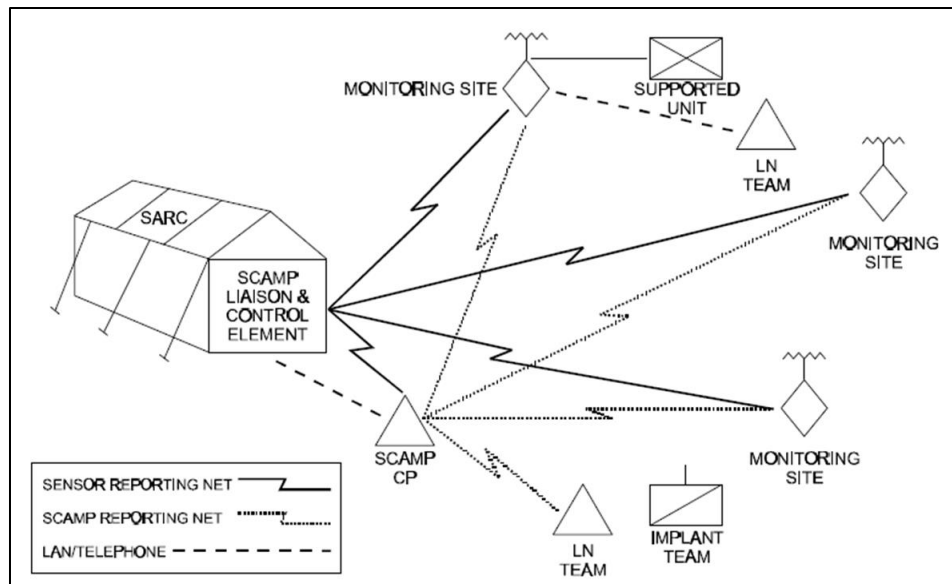 MONITORING SITE
SUPPORTED
UNIT
LN
TEAM
MONITORING
SITE
SARC
SCAMP
LIAISON &
CONTROL
ELEMENT
SCAMP
CP
MONITORING
SITE
LN
TEAM
IMPLANT
TEAM
SENSOR REPORTING NET
SCAMP REPORTING NET
LAN/TELEPHONE